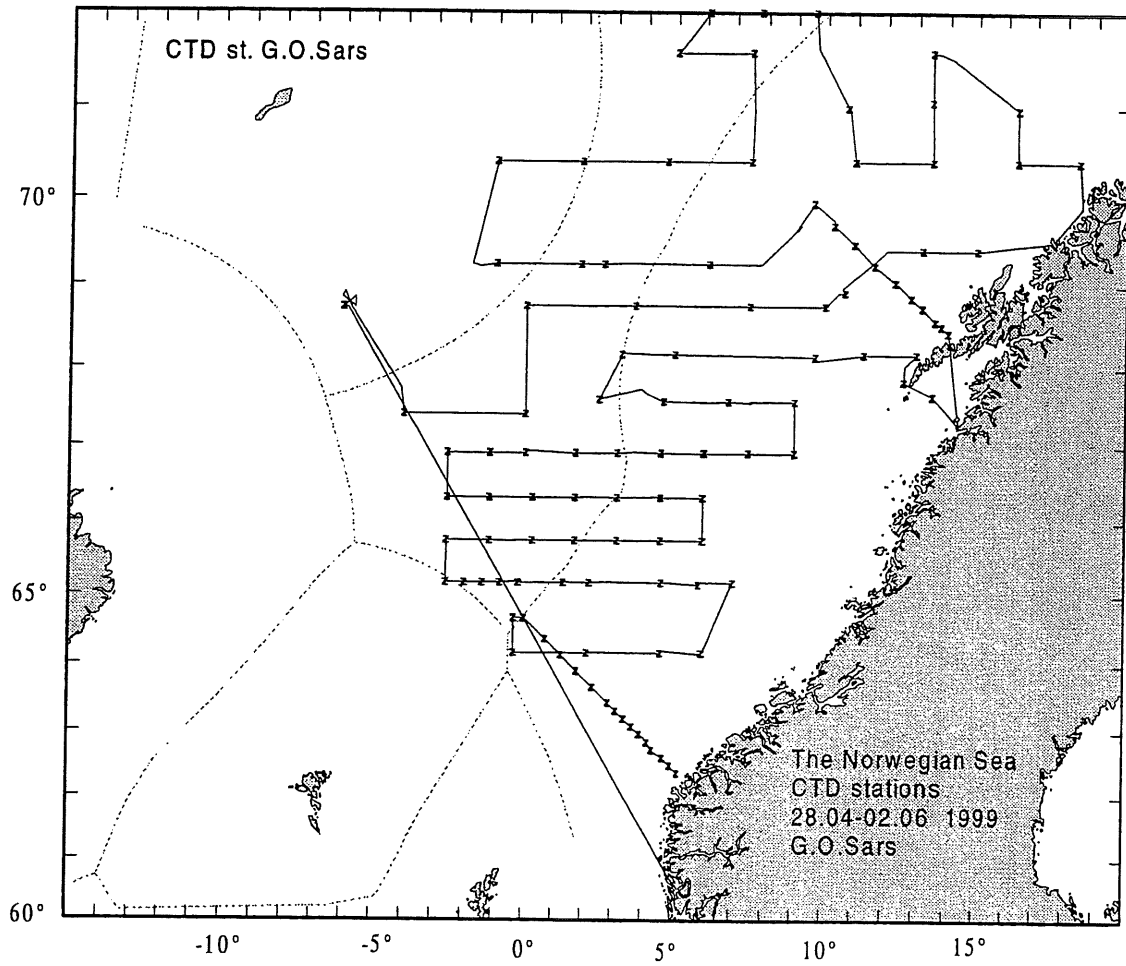 CTD st. G.O.Sars
70°
65°
The Norwegian Sea
CTD stations
28.04-02.06 1999
G.O.Sars
60°
-10° -5° 0° 5° 10° 15°